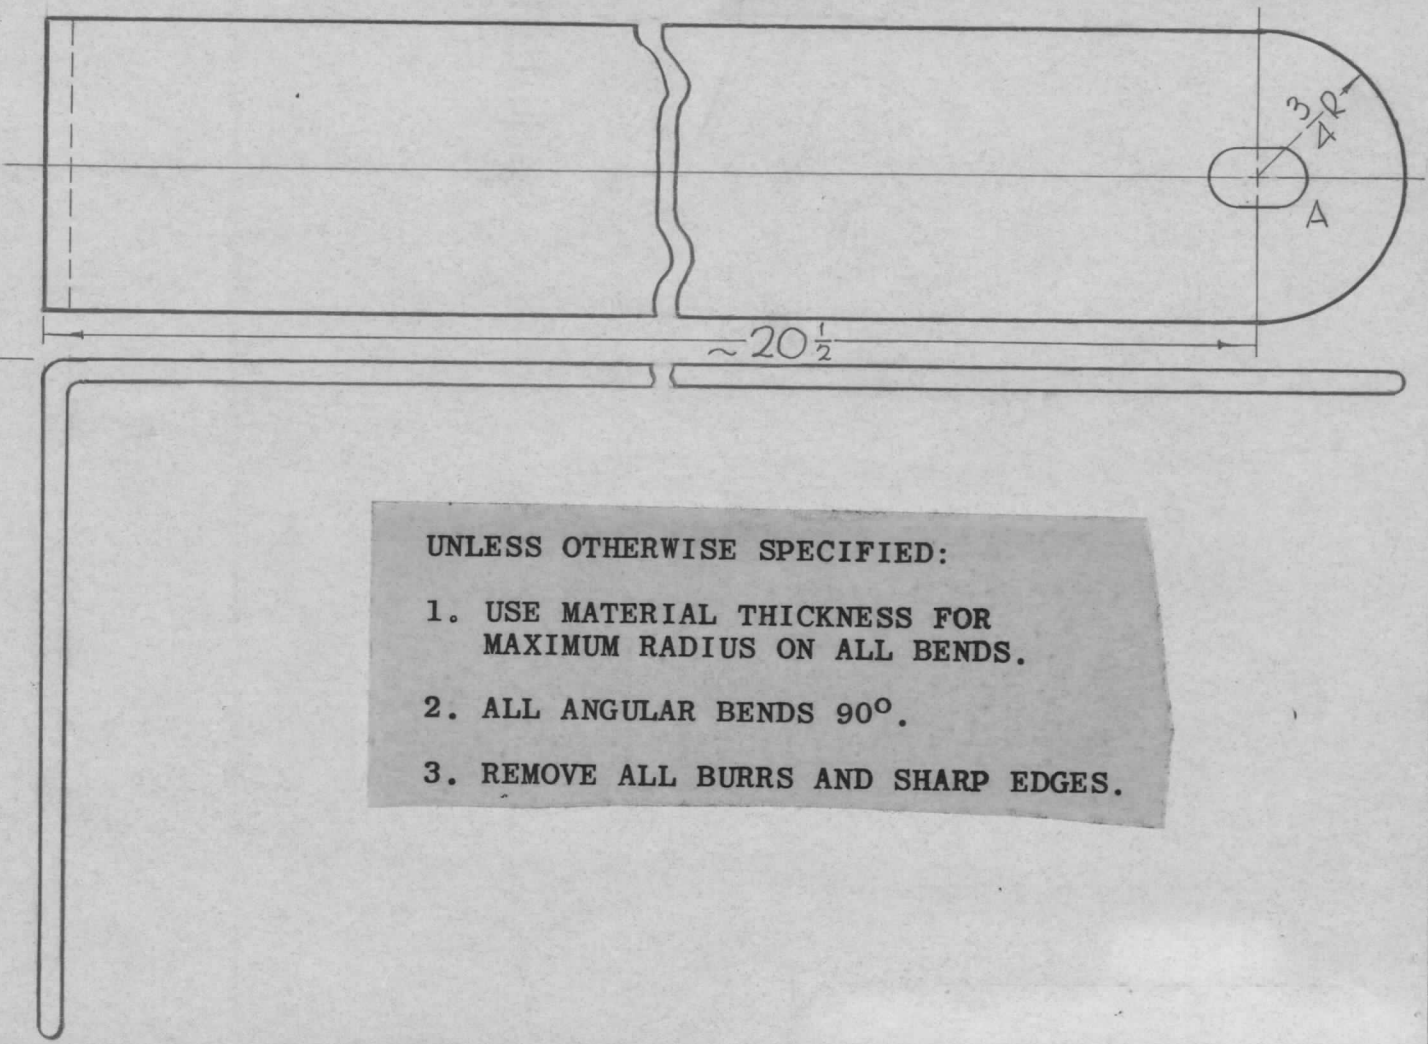 3/4 R
A
~20 1/2
UNLESS OTHERWISE SPECIFIED:
1. USE MATERIAL THICKNESS FOR
MAXIMUM RADIUS ON ALL BENDS.
2. ALL ANGULAR BENDS 90°.
3. REMOVE ALL BURRS AND SHARP EDGES.